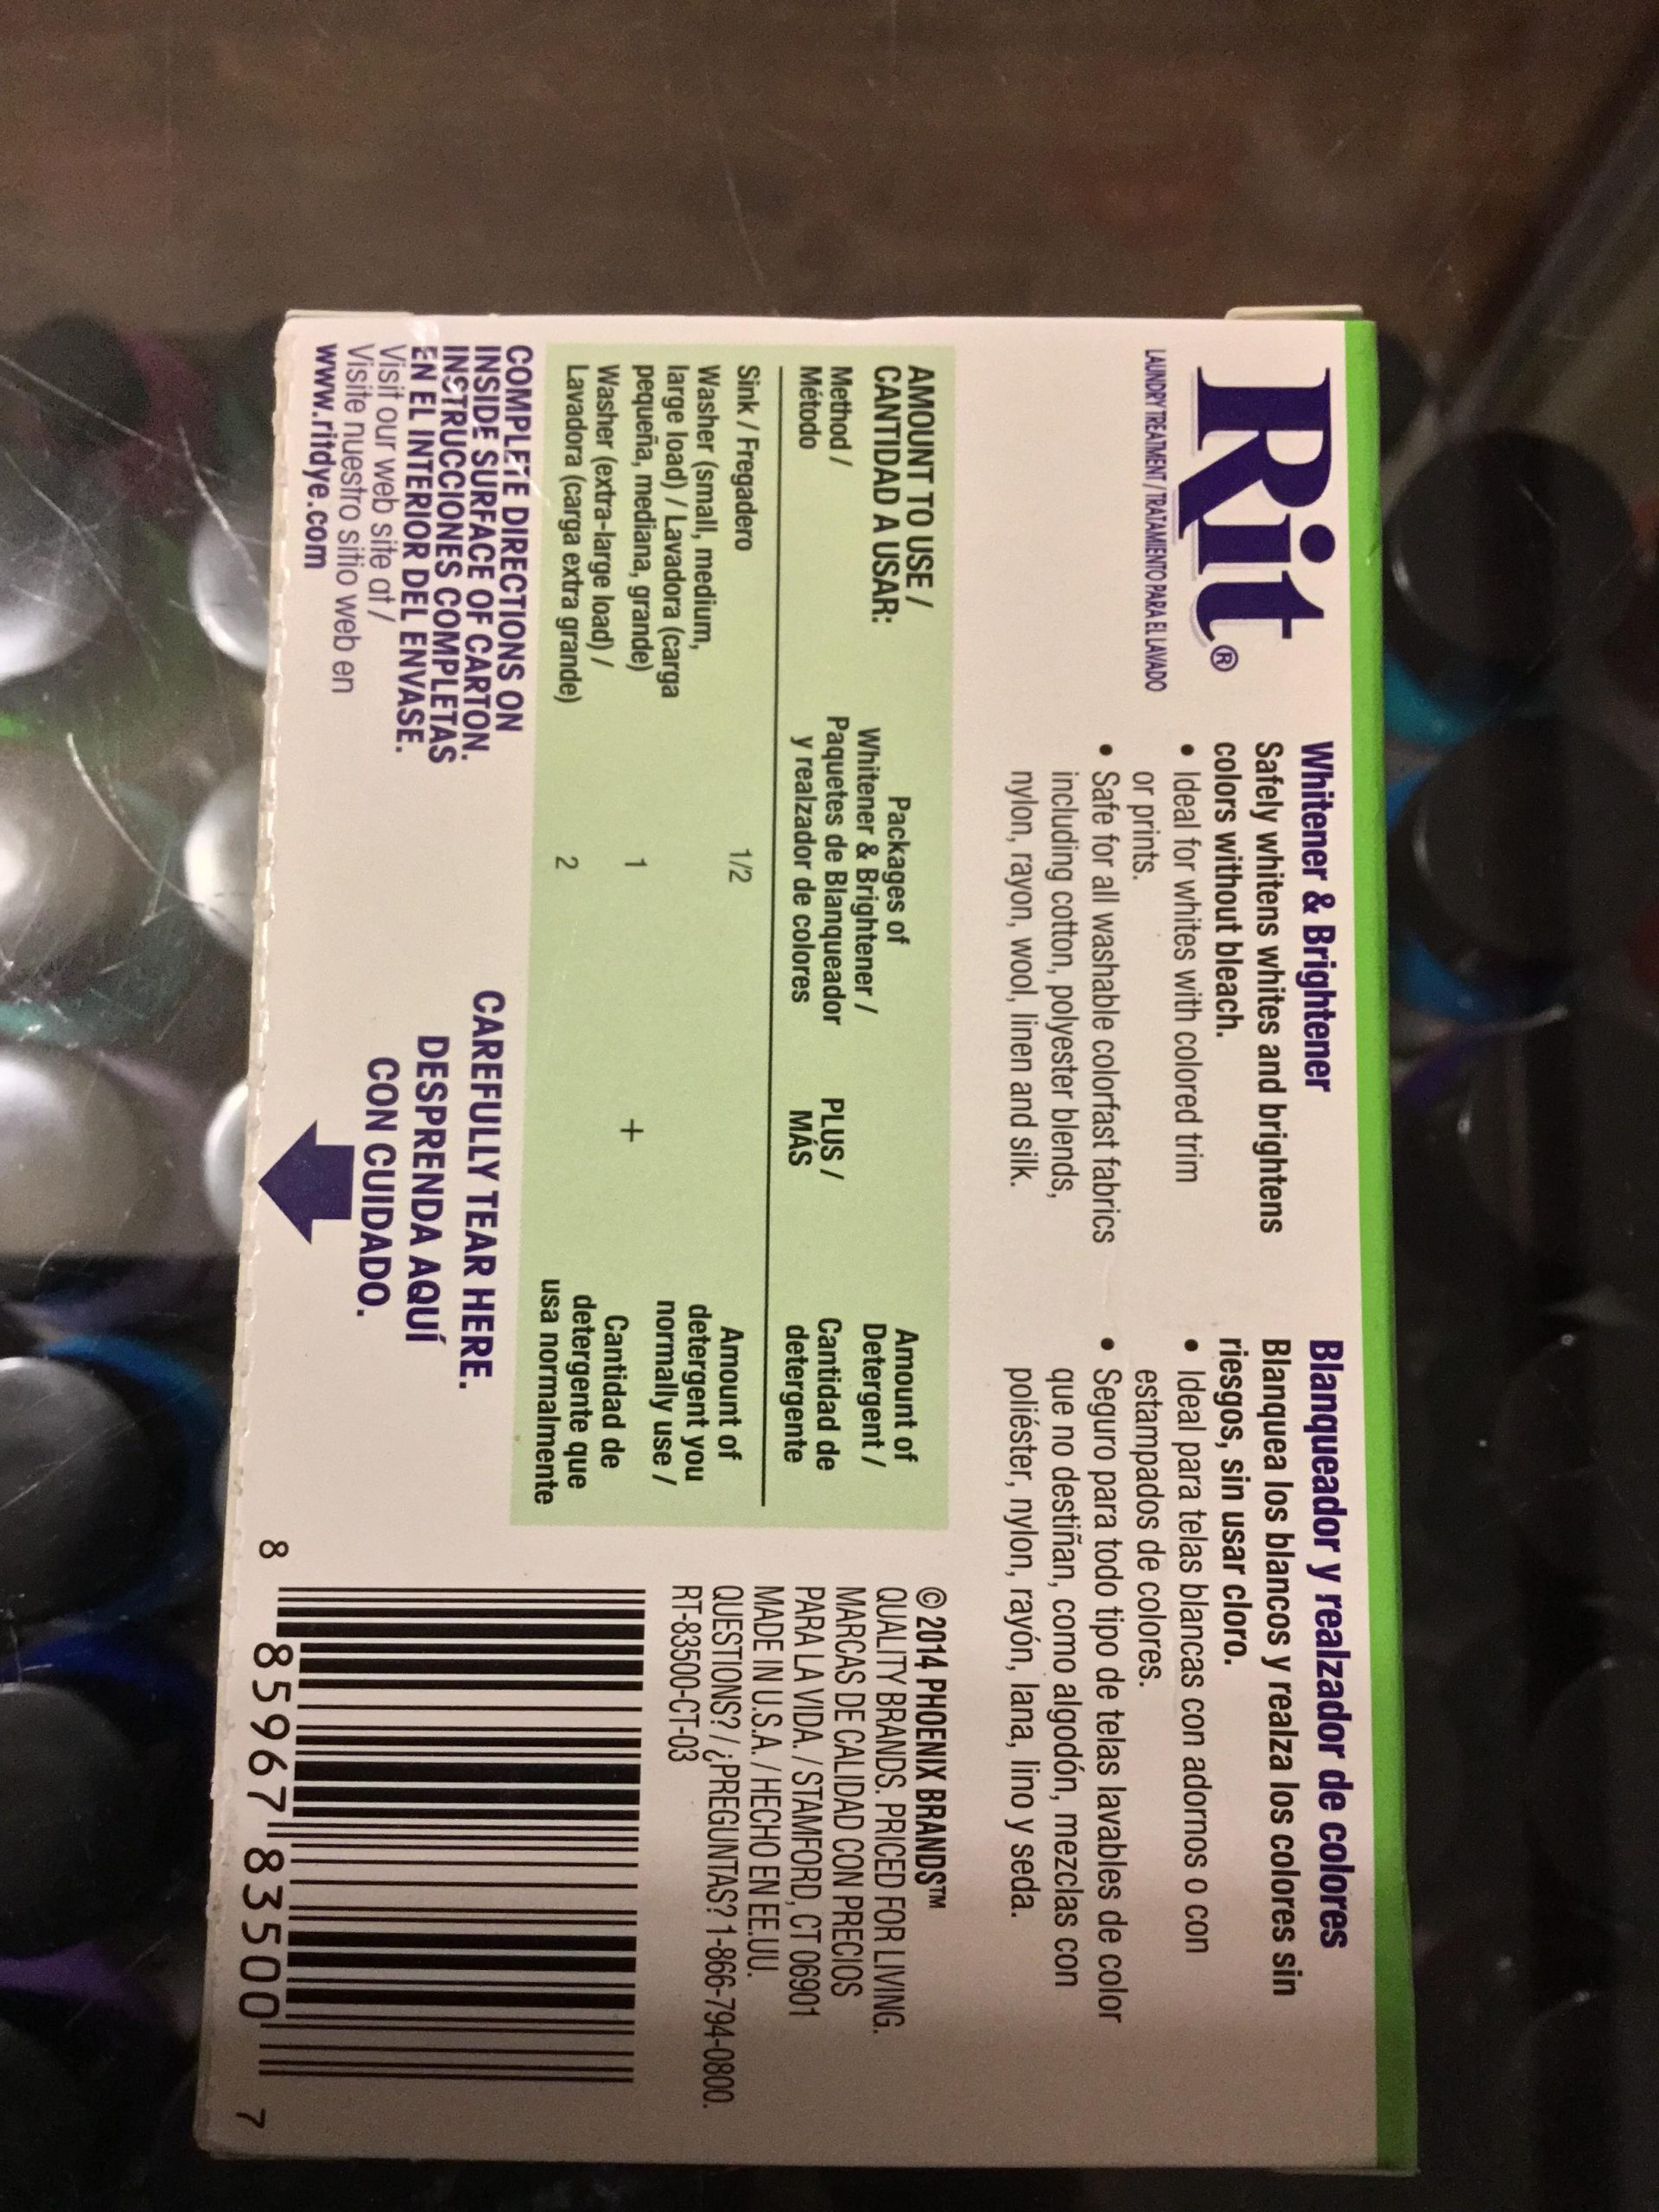 Rit®
LAUNDRY TREATMENT / TRATAMIENTO PARA EL LAVADO
Whitener & Brightener
Safely whitens whites and brightens
colors without bleach.
• Ideal for whites with colored trim
or prints.
• Safe for all washable colorfast fabrics
including cotton, polyester blends,
nylon, rayon, wool, linen and silk.
Blanqueador y realzador de colores
Blanquea los blancos y realza los colores sin
riesgos, sin usar cloro.
• Ideal para telas blancas con adornos o con
estampados de colores.
• Seguro para todo tipo de telas lavables de color
que no destiñan, como algodón, mezclas con
poliéster, nylon, rayón, lana, lino y seda.
AMOUNT TO USE /
CANTIDAD A USAR:
Method /
Método
Packages of
Whitener & Brightener /
Paquetes de Blanqueador
y realzador de colores
PLUS /
MÁS
Amount of
Detergent /
Cantidad de
detergente
Sink / Fregadero
1/2
Washer (small, medium,
large load) / Lavadora (carga
pequeña, mediana, grande)
1
Washer (extra-large load) /
Lavadora (carga extra grande)
2
+
Amount of
detergent you
normally use /
Cantidad de
detergente que
usa normalmente
COMPLETE DIRECTIONS ON
INSIDE SURFACE OF CARTON.
INSTRUCCIONES COMPLETAS
EN EL INTERIOR DEL ENVASE.
Visit our web site at /
Visite nuestro sitio web en
www.ritdye.com
CAREFULLY TEAR HERE.
DESPRENDA AQUÍ
CON CUIDADO.
© 2014 PHOENIX BRANDS™
QUALITY BRANDS. PRICED FOR LIVING.
MARCAS DE CALIDAD CON PRECIOS
PARA LA VIDA. / STAMFORD, CT 06901
MADE IN U.S.A. / HECHO EN EE.UU.
QUESTIONS? / ¿PREGUNTAS? 1-866-794-0800.
RT-83500-CT-03
8 85967 83500 7